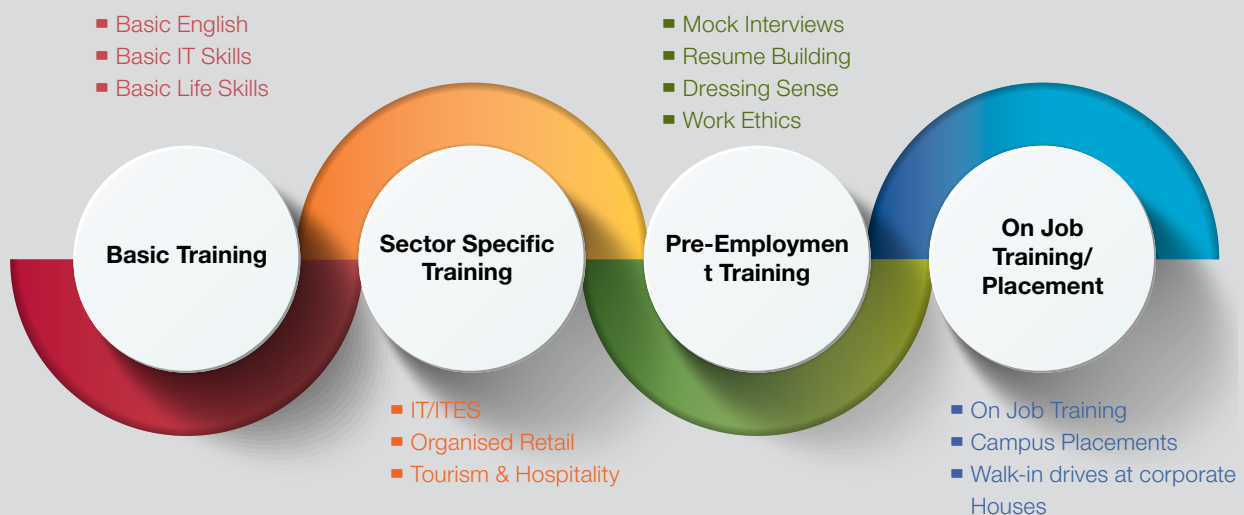 Basic English
Basic IT Skills
Basic Life Skills
Basic Training
Sector Specific
Training
IT/ITES
Organised Retail
Tourism & Hospitality
Mock Interviews
Resume Building
Dressing Sense
Work Ethics
Pre-Employmen
t Training
On Job
Training/
Placement
On Job Training
Campus Placements
Walk-in drives at corporate
Houses